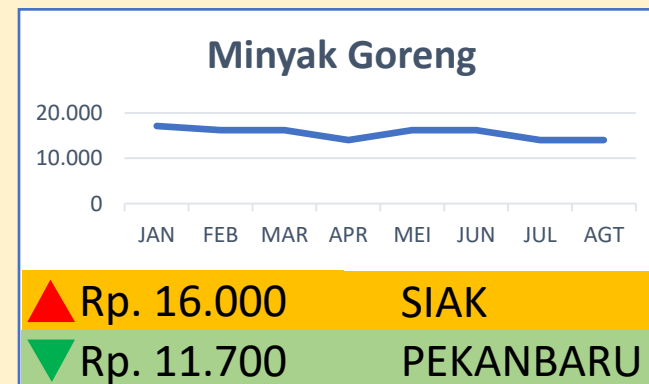 Minyak Goreng
20.000
10.000
0
JAN FEB MAR APR MEI JUN JUL AGT
Rp. 16.000 SIAK
Rp. 11.700 PEKANBARU